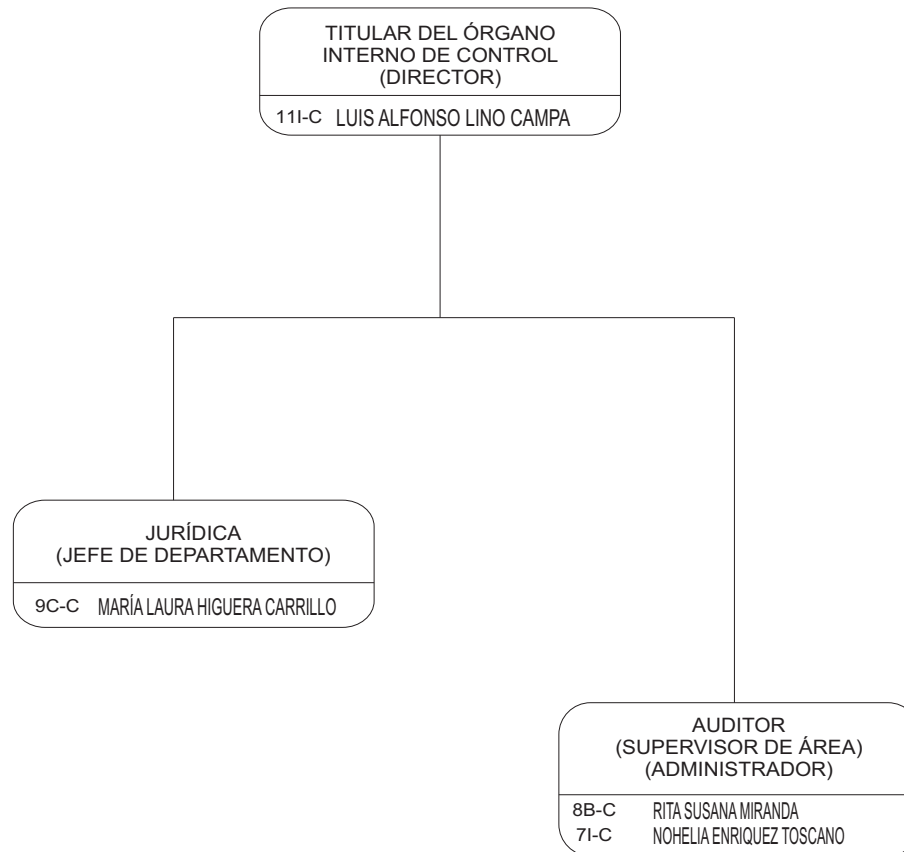 TITULAR DEL ÓRGANO
INTERNO DE CONTROL
(DIRECTOR)
11I-C LUIS ALFONSO LINO CAMPA
JURÍDICA
(JEFE DE DEPARTAMENTO)
9C-C MARÍA LAURA HIGUERA CARRILLO
AUDITOR
(SUPERVISOR DE ÁREA)
(ADMINISTRADOR)
8B-C RITA SUSANA MIRANDA
7I-C NOHELIA ENRIQUEZ TOSCANO